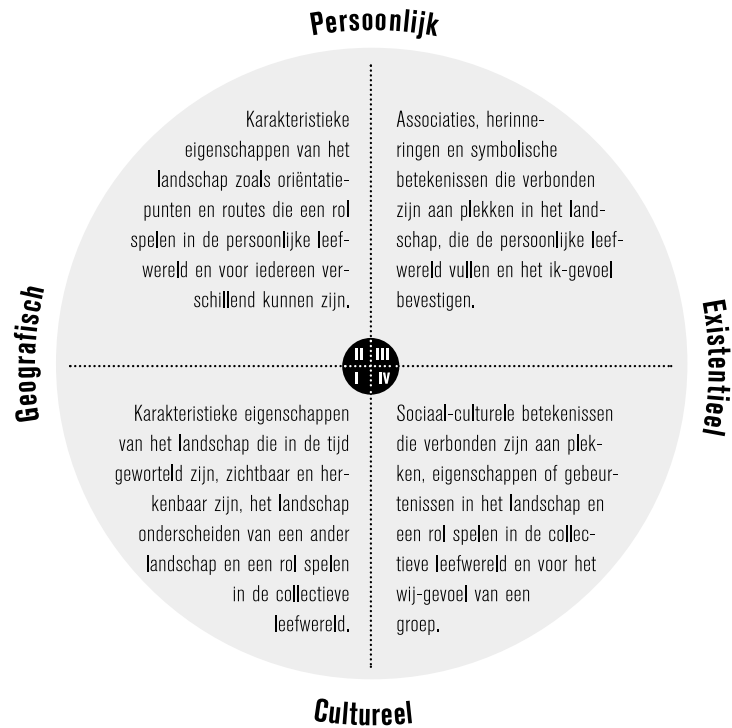 Persoonlijk
Karakteristieke
eigenschappen van het
landschap zoals oriëntatie-
punten en routes die een rol
spelen in de persoonlijke leef-
wereld en voor iedereen ver-
schillend kunnen zijn.
Associaties, herinne-
ringen en symbolische
betekenissen die verbonden
zijn aan plekken in het land-
schap, die de persoonlijke leef-
wereld vullen en het ik-gevoel
bevestigen.
Geografisch
Existentieel
II III
I IV
Karakteristieke eigenschappen
van het landschap die in de tijd
geworteld zijn, zichtbaar en her-
kenbaar zijn, het landschap
onderscheiden van een ander
landschap en een rol spelen
in de collectieve
leefwereld.
Sociaal-culturele betekenissen
die verbonden zijn aan plek-
ken, eigenschappen of gebeur-
tenissen in het landschap en
een rol spelen in de collec-
tieve leefwereld en voor het
wij-gevoel van een
groep.
Cultureel